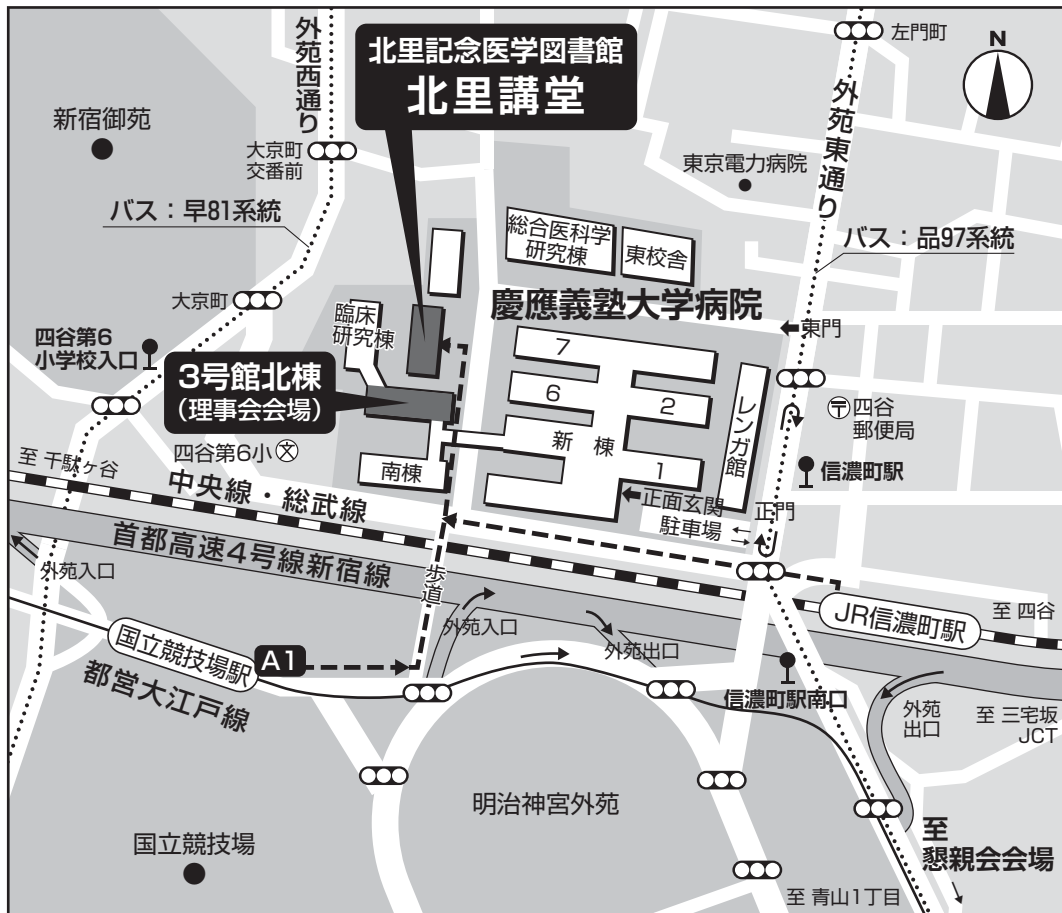 外苑西通り
北里記念医学図書館
北里講堂
左門町
N
新宿御苑
大京町
交番前
外苑東通り
東京電力病院
バス：早81系統
総合医科学
研究棟
東校舎
バス：品97系統
慶應義塾大学病院
大京町
臨床
研究棟
東門
四谷第6
小学校入口
3号館北棟
(理事会会場)
7
6
2
新棟
1
レンガ館
〒四谷
郵便局
信濃町駅
四谷第6小 文
南棟
至 千駄ヶ谷
中央線・総武線
正面玄関
駐車場
正門
首都高速4号線新宿線
外苑入口
歩道
外苑入口
外苑出口
JR信濃町駅
至 四谷
国立競技場駅
A1
都営大江戸線
信濃町駅南口
外苑
出口
至 三宅坂
JCT
明治神宮外苑
国立競技場
至
懇親会会場
至 青山1丁目